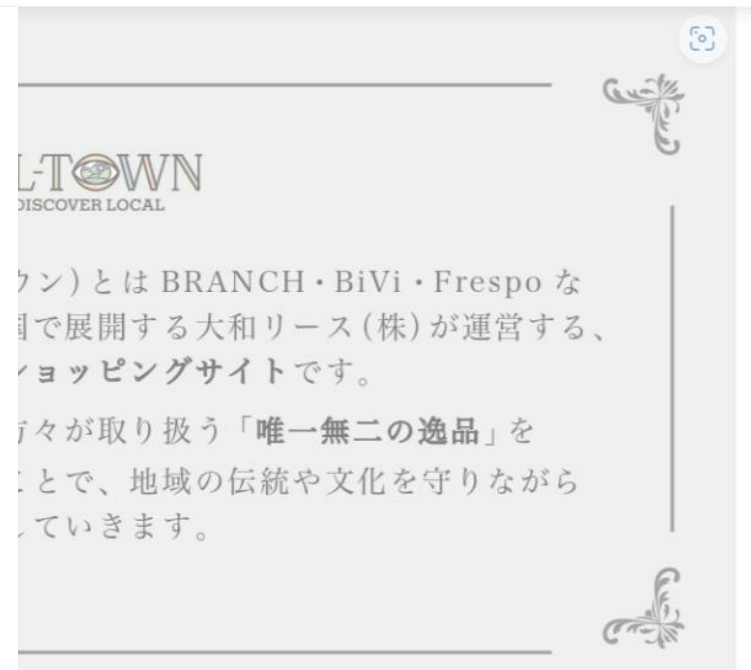 L-TOWN
DISCOVER LOCAL
ウン)とは BRANCH・BiVi・Frespo な
国で展開する大和リース(株)が運営する、
ショッピングサイトです。
方々が取り扱う「唯一無二の逸品」を
ことで、地域の伝統や文化を守りながら
していきます。